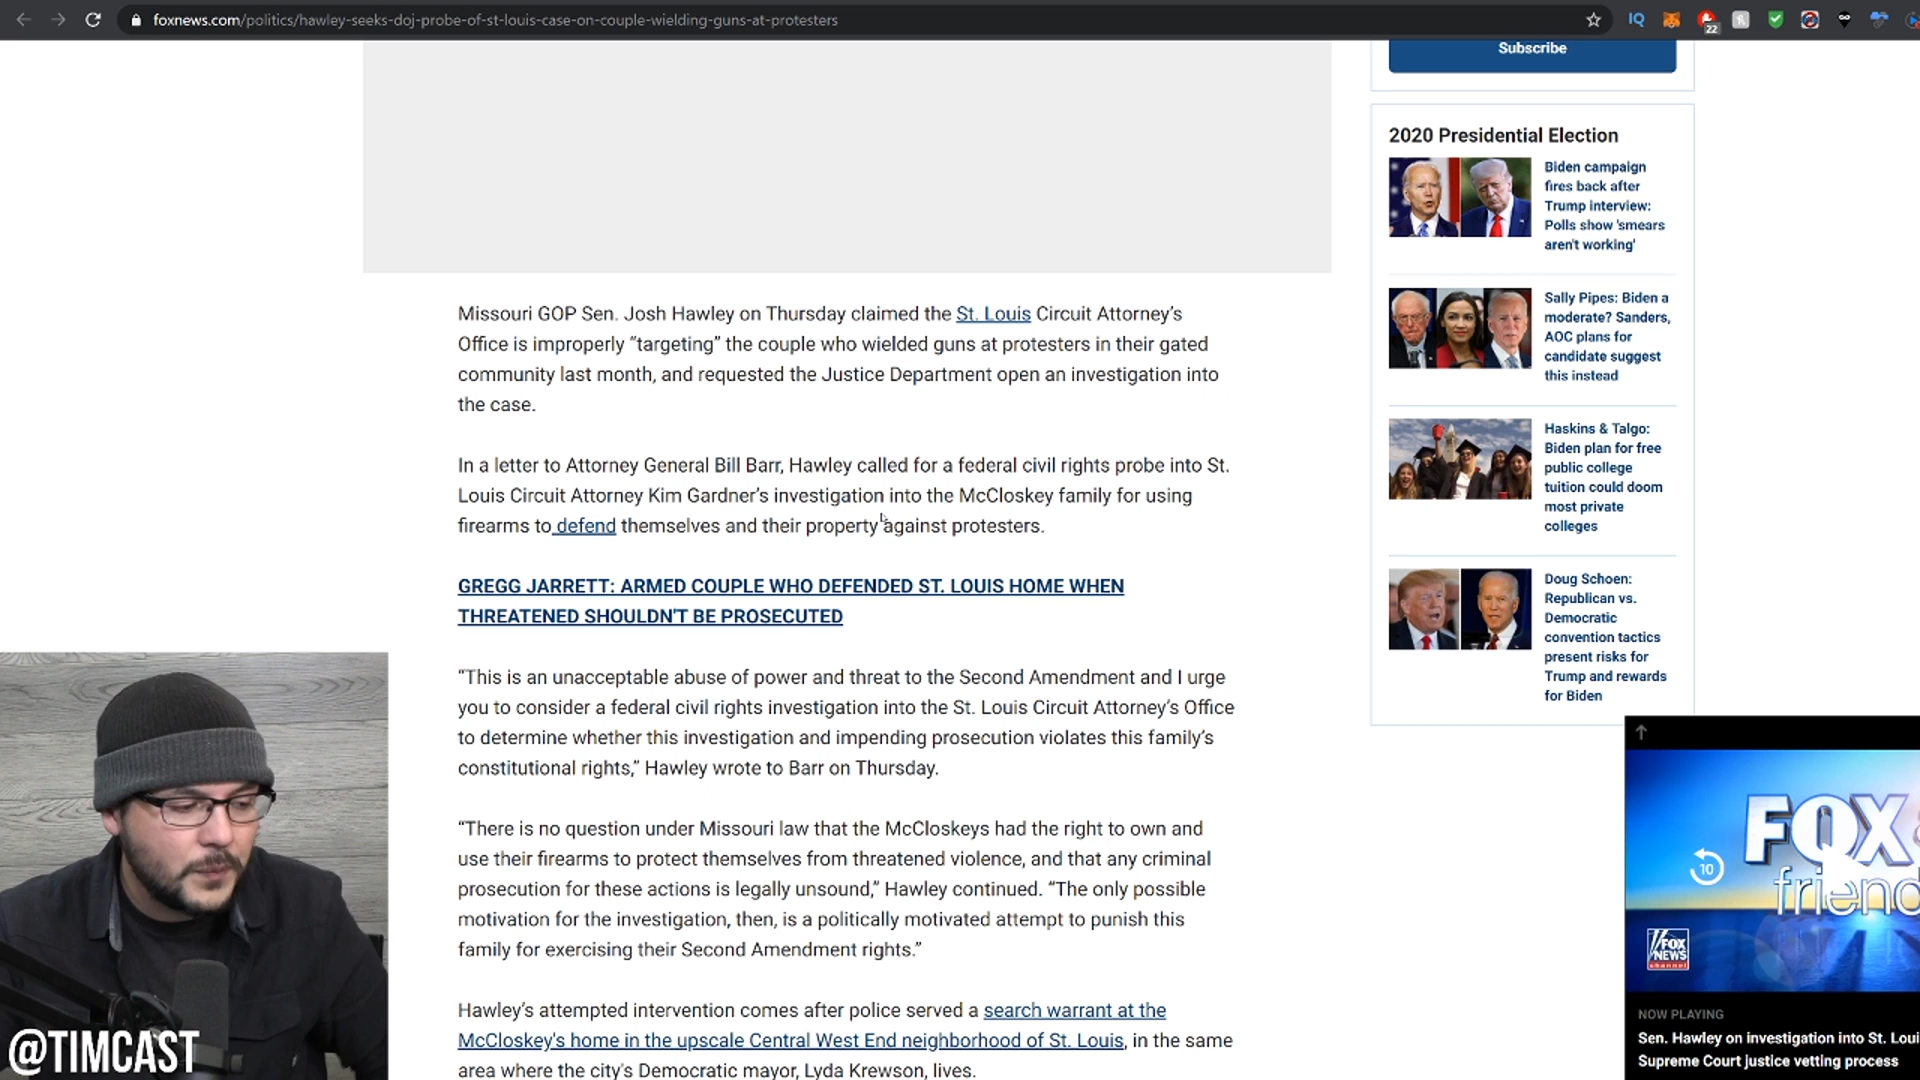 foxnews.com/politics/hawley-seeks-doj-probe-of-st-louis-case-on-couple-wielding-guns-at-protesters
IQ
22
Subscribe
2020 Presidential Election
Biden campaign
fires back after
Trump interview:
Polls show 'smears
aren't working'
Sally Pipes: Biden a
moderate? Sanders,
AOC plans for
candidate suggest
this instead
Haskins & Talgo:
Biden plan for free
public college
tuition could doom
most private
colleges
Doug Schoen:
Republican vs.
Democratic
convention tactics
present risks for
Trump and rewards
for Biden
Missouri GOP Sen. Josh Hawley on Thursday claimed the St. Louis Circuit Attorney’s
Office is improperly “targeting” the couple who wielded guns at protesters in their gated
community last month, and requested the Justice Department open an investigation into
the case.
In a letter to Attorney General Bill Barr, Hawley called for a federal civil rights probe into St.
Louis Circuit Attorney Kim Gardner’s investigation into the McCloskey family for using
firearms to defend themselves and their property against protesters.
GREGG JARRETT: ARMED COUPLE WHO DEFENDED ST. LOUIS HOME WHEN
THREATENED SHOULDN'T BE PROSECUTED
“This is an unacceptable abuse of power and threat to the Second Amendment and I urge
you to consider a federal civil rights investigation into the St. Louis Circuit Attorney’s Office
to determine whether this investigation and impending prosecution violates this family’s
constitutional rights,” Hawley wrote to Barr on Thursday.
“There is no question under Missouri law that the McCloskeys had the right to own and
use their firearms to protect themselves from threatened violence, and that any criminal
prosecution for these actions is legally unsound,” Hawley continued. “The only possible
motivation for the investigation, then, is a politically motivated attempt to punish this
family for exercising their Second Amendment rights.”
Hawley’s attempted intervention comes after police served a search warrant at the
McCloskey's home in the upscale Central West End neighborhood of St. Louis, in the same
area where the city's Democratic mayor, Lyda Krewson, lives.
@TIMCAST
FOX &
friend
10
FOX
NEWS
channel
NOW PLAYING
Sen. Hawley on investigation into St. Loui
Supreme Court justice vetting process